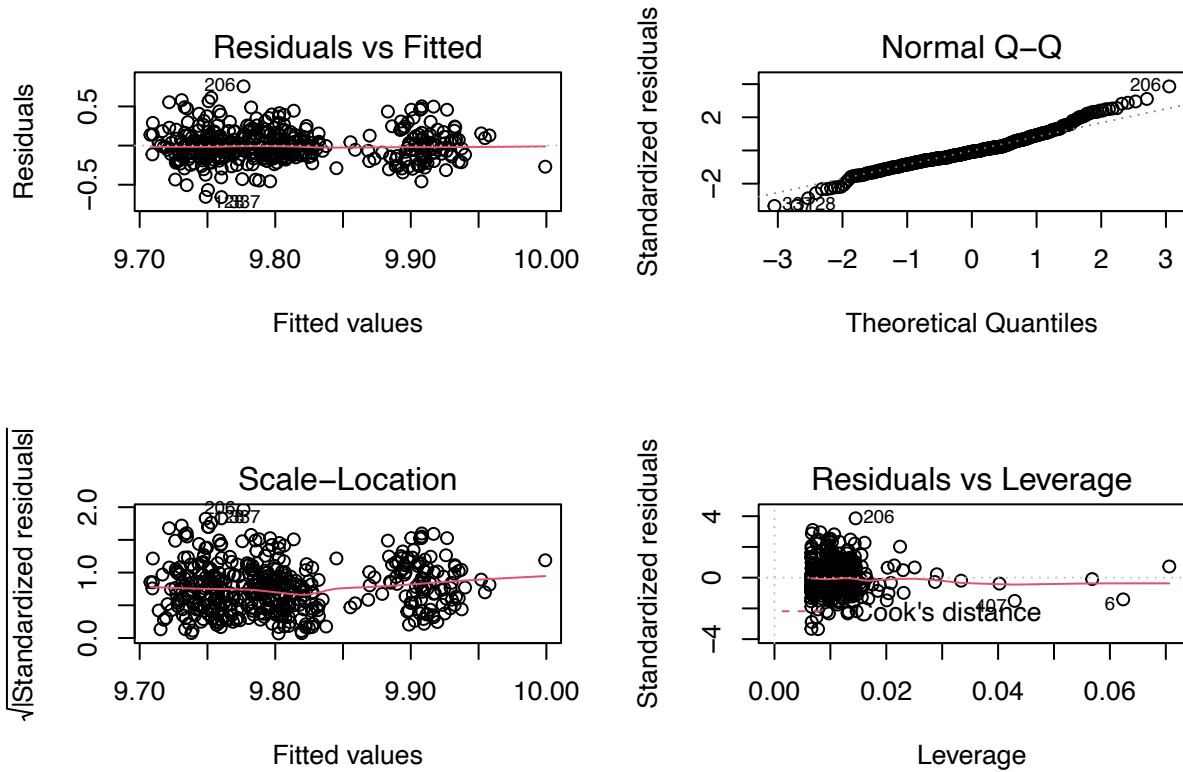 Residuals vs Fitted
Residuals
0.5
−0.5
206
9.70
9.80
9.90
10.00
Fitted values
Normal Q−Q
Standardized residuals
2
−2
206
−3
−2
−1
0
1
2
3
Theoretical Quantiles
Scale−Location
√|Standardized residuals|
2.0
1.0
0.0
206
9.70
9.80
9.90
10.00
Fitted values
Residuals vs Leverage
Standardized residuals
4
0
−4
206
407
6
Cook's distance
0.00
0.02
0.04
0.06
Leverage